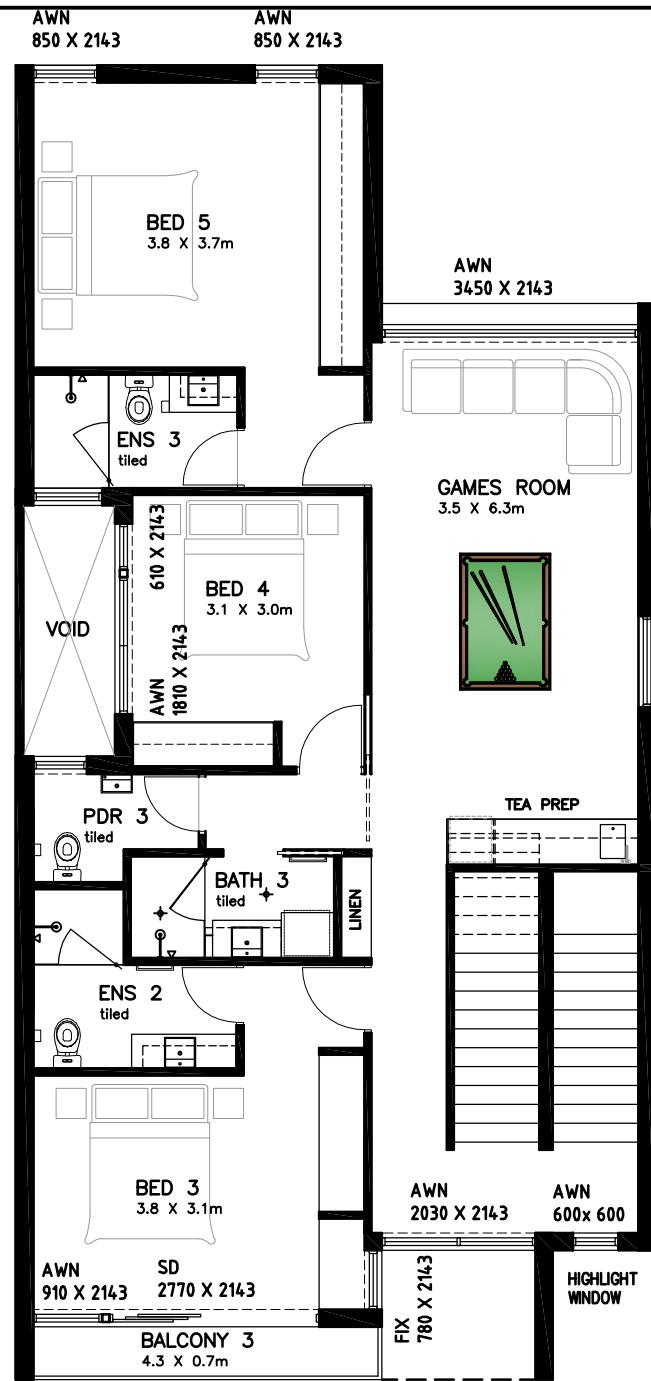 AWN
850 X 2143
AWN
850 X 2143
BED 5
3.8 X 3.7m
AWN
3450 X 2143
ENS 3
tiled
GAMES ROOM
3.5 X 6.3m
610 X 2143
BED 4
3.1 X 3.0m
VOID
AWN
1810 X 2143
PDR 3
tiled
TEA PREP
BATH 3
tiled
LINEN
ENS 2
tiled
BED 3
3.8 X 3.1m
AWN
2030 X 2143
AWN
600x 600
AWN
910 X 2143
SD
2770 X 2143
FIX
780 X 2143
HIGHLIGHT
WINDOW
BALCONY 3
4.3 X 0.7m